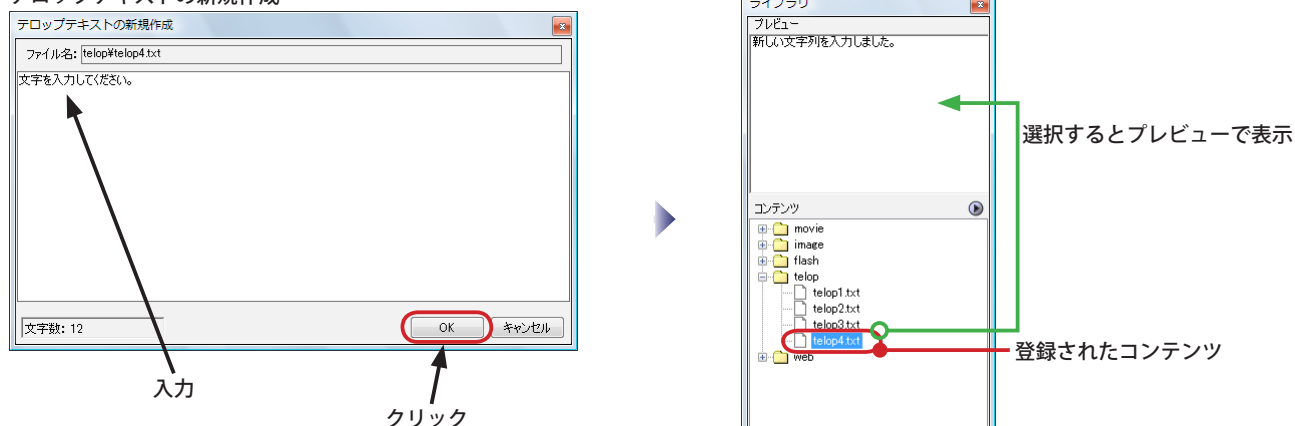 テロップテキストの新規作成
テロップテキストの新規作成
ファイル名: telop¥telop4.txt
文字を入力してください。
文字数: 12
OK
キャンセル
入力
クリック
ライブラリ
プレビュー
新しい文字列を入力しました。
選択するとプレビューで表示
コンテンツ
movie
image
flash
telop
telop1.txt
telop2.txt
telop3.txt
telop4.txt
web
登録されたコンテンツ